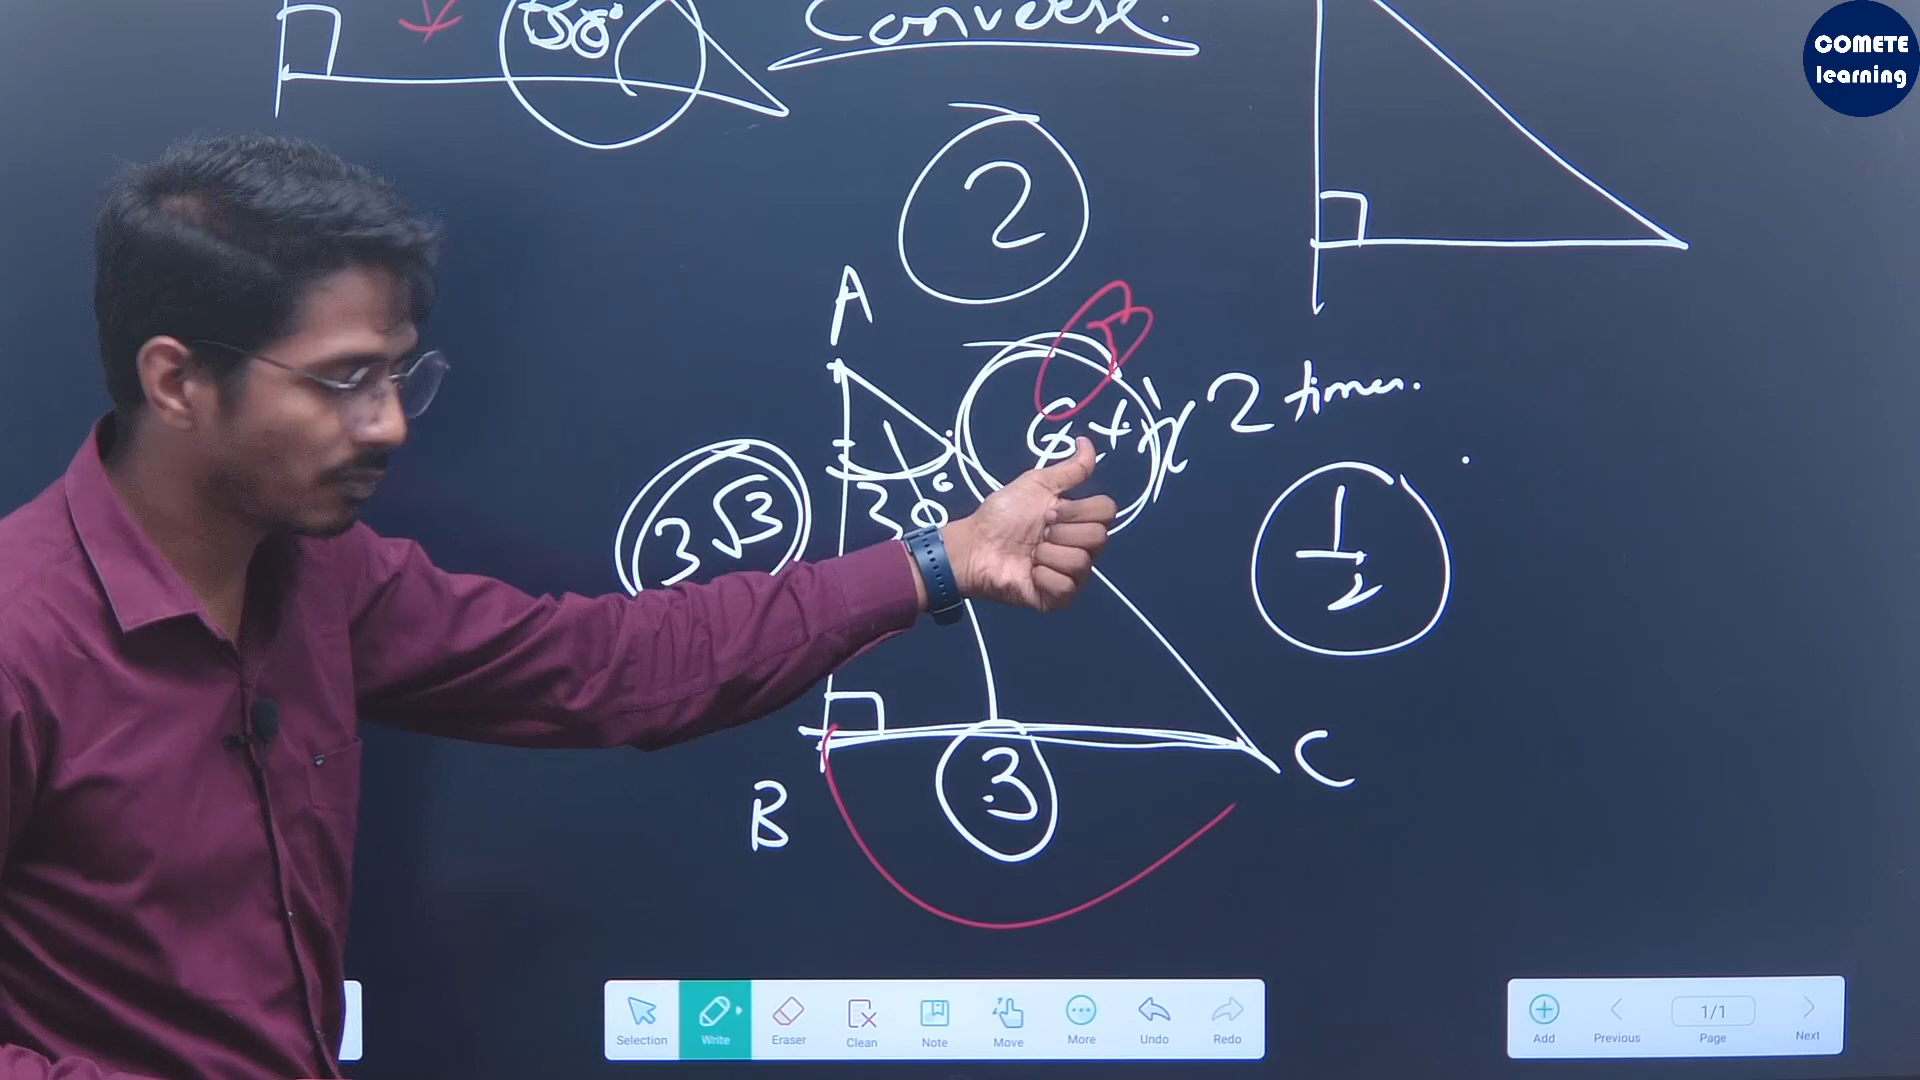 Converse.
COMETE
learning
30°
2
A
6
x 2 times.
3√3
30°
1/2
3
B
C
Selection
Write
Eraser
Clean
Note
Move
More
Undo
Redo
Add
Previous
1/1
Page
Next